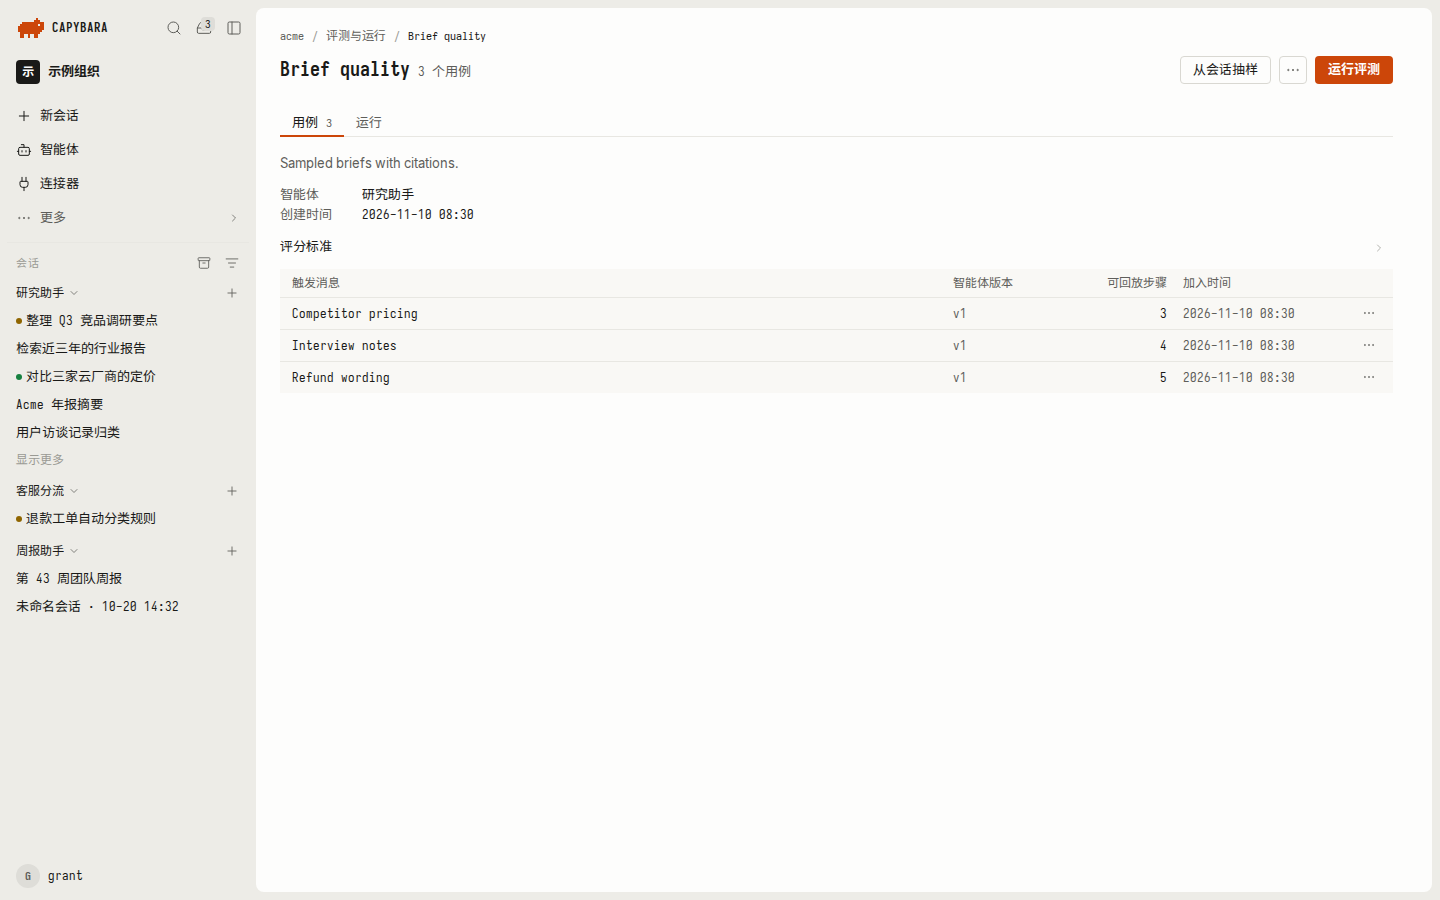 CAPYBARA
3
示 示例组织
新会话
智能体
连接器
更多
会话
研究助手
整理 Q3 竞品调研要点
检索近三年的行业报告
对比三家云厂商的定价
Acme 年报摘要
用户访谈记录归类
显示更多
客服分流
退款工单自动分类规则
周报助手
第 43 周团队周报
未命名会话 · 10-20 14:32
G grant
acme / 评测与运行 / Brief quality
Brief quality 3 个用例
从会话抽样 ··· 运行评测
用例 3 运行
Sampled briefs with citations.
智能体 研究助手
创建时间 2026-11-10 08:30
评分标准
触发消息 智能体版本 可回放步骤 加入时间
Competitor pricing v1 3 2026-11-10 08:30 ···
Interview notes v1 4 2026-11-10 08:30 ···
Refund wording v1 5 2026-11-10 08:30 ···